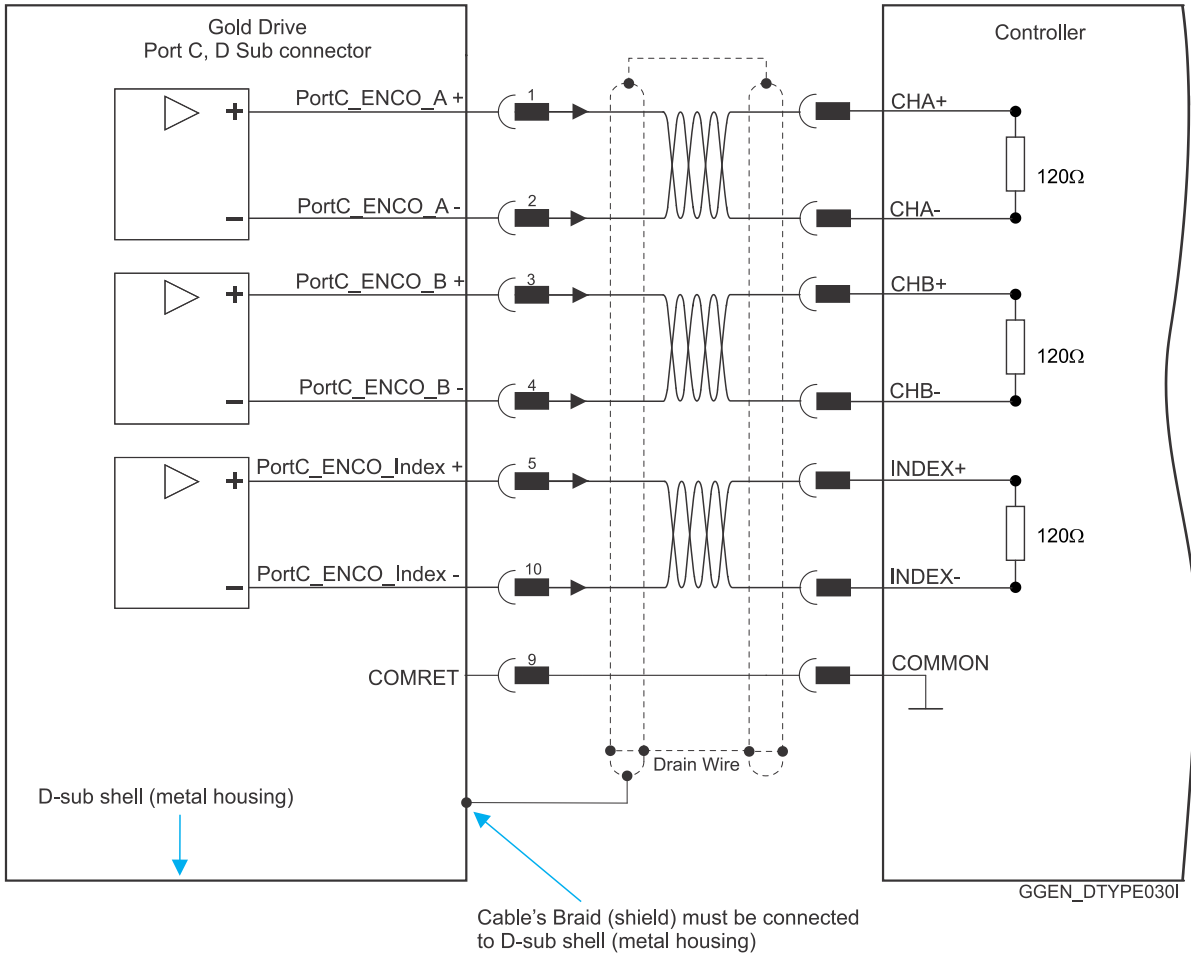 Gold Drive
Port C, D Sub connector
Controller
PortC_ENCO_A +
1
CHA+
+
120Ω
PortC_ENCO_A -
2
CHA-
–
PortC_ENCO_B +
3
CHB+
+
120Ω
PortC_ENCO_B -
4
CHB-
–
PortC_ENCO_Index +
5
INDEX+
+
120Ω
PortC_ENCO_Index -
10
INDEX-
–
COMRET
9
COMMON
Drain Wire
D-sub shell (metal housing)
GGEN_DTYPE030I
Cable's Braid (shield) must be connected
to D-sub shell (metal housing)